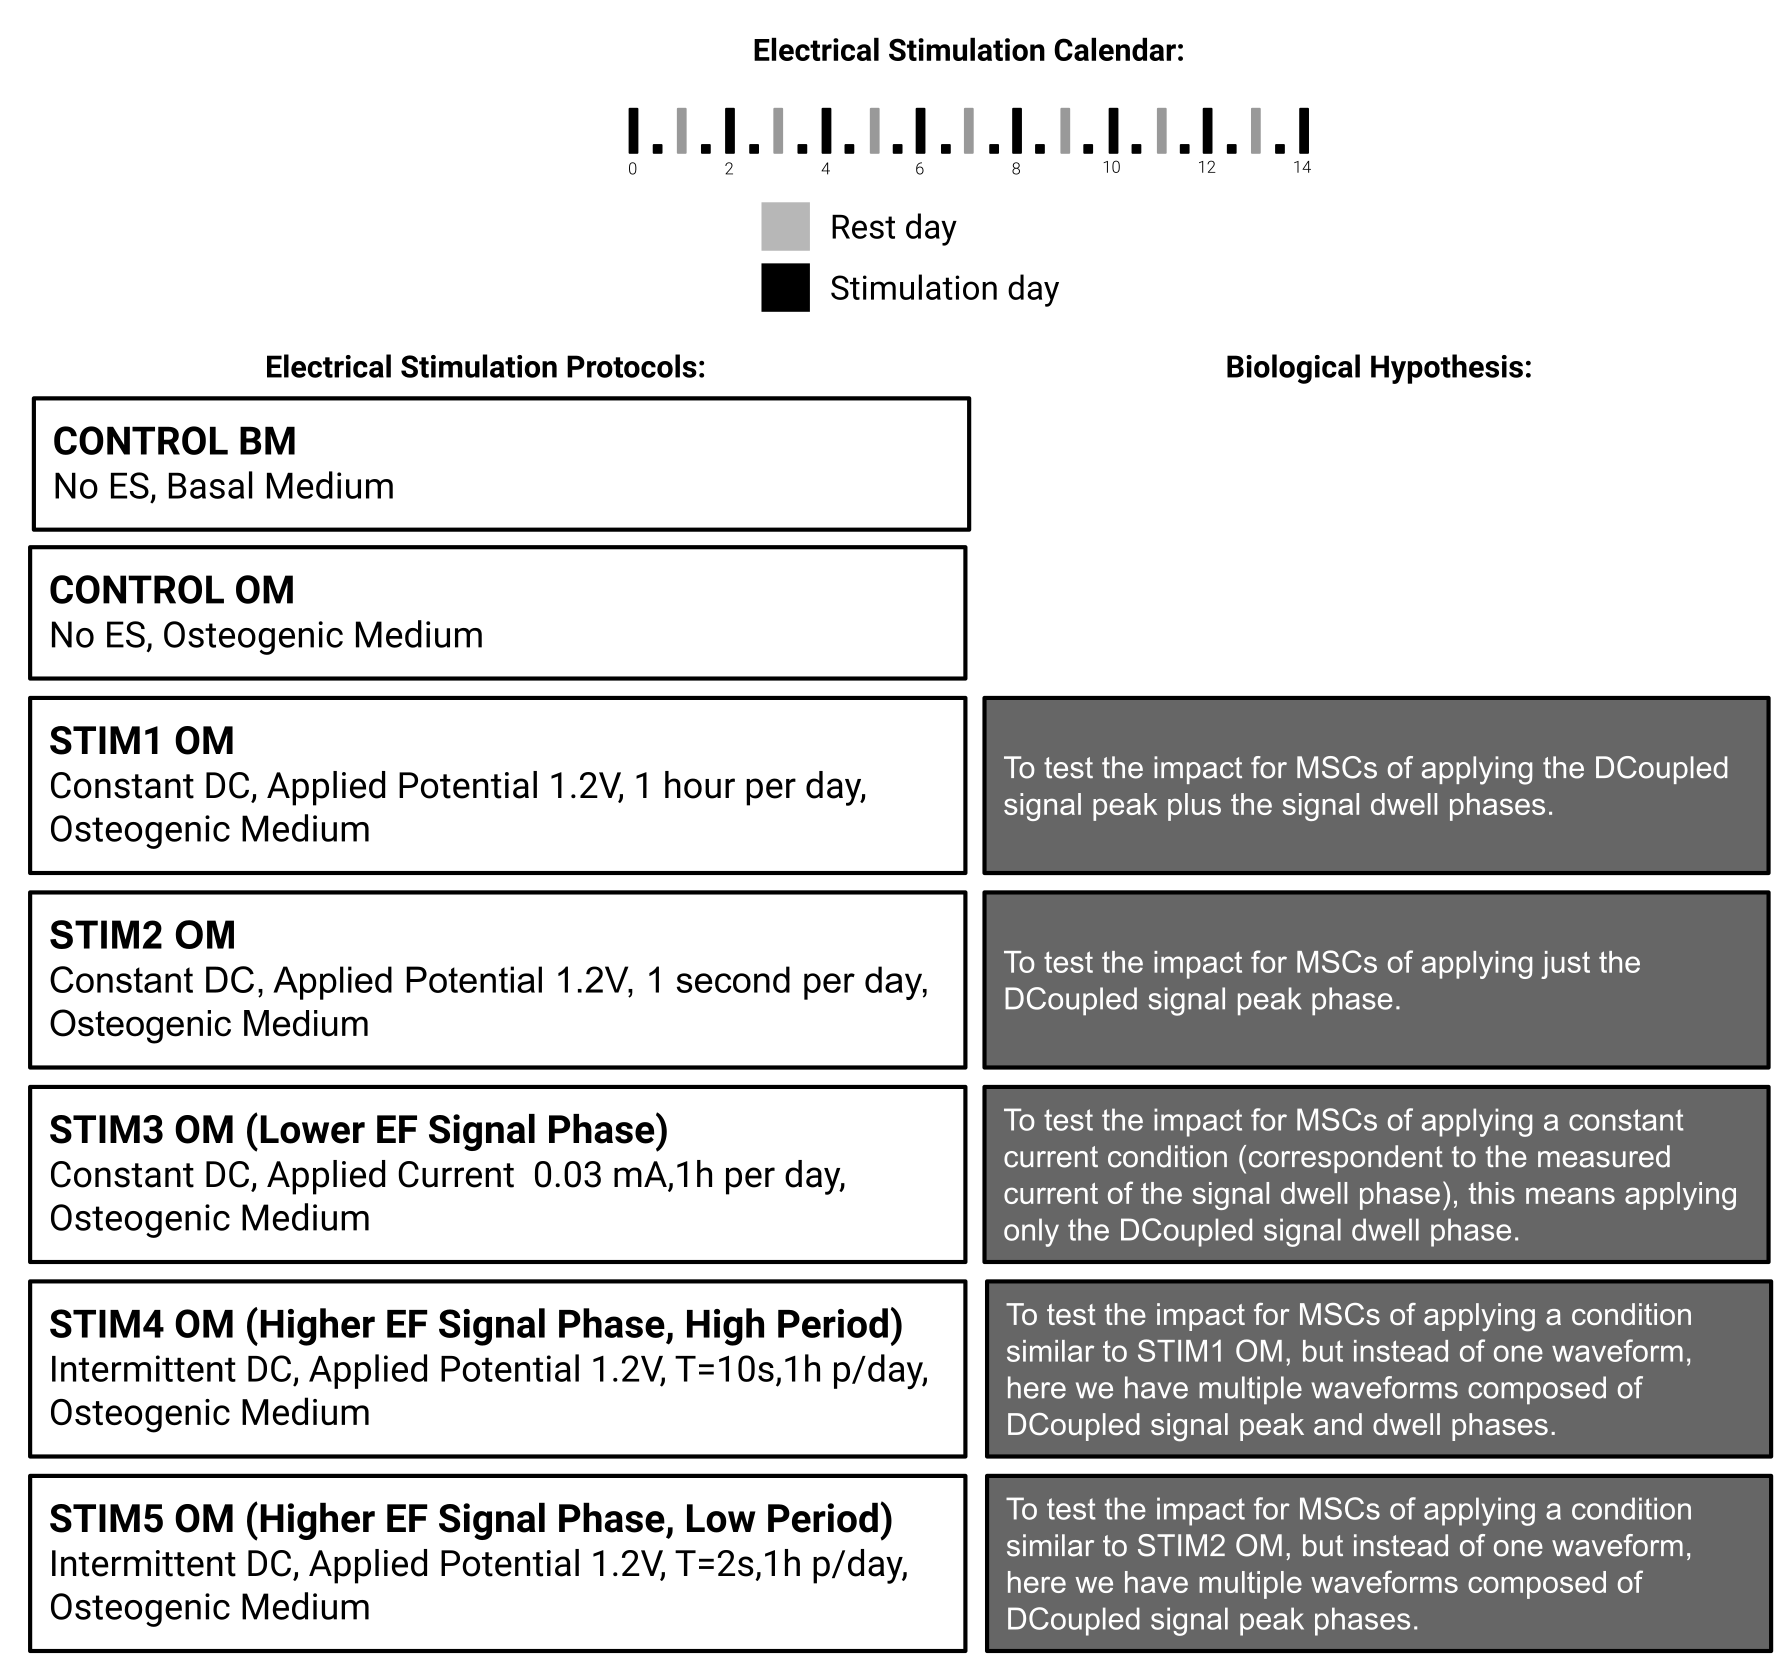 Electrical Stimulation Calendar:
0 2 4 6 8 10 12 14
Rest day
Stimulation day
Electrical Stimulation Protocols:
Biological Hypothesis:
CONTROL BM
No ES, Basal Medium
CONTROL OM
No ES, Osteogenic Medium
STIM1 OM
Constant DC, Applied Potential 1.2V, 1 hour per day,
Osteogenic Medium
To test the impact for MSCs of applying the DCoupled
signal peak plus the signal dwell phases.
STIM2 OM
Constant DC, Applied Potential 1.2V, 1 second per day,
Osteogenic Medium
To test the impact for MSCs of applying just the
DCoupled signal peak phase.
STIM3 OM (Lower EF Signal Phase)
Constant DC, Applied Current  0.03 mA,1h per day,
Osteogenic Medium
To test the impact for MSCs of applying a constant
current condition (correspondent to the measured
current of the signal dwell phase), this means applying
only the DCoupled signal dwell phase.
STIM4 OM (Higher EF Signal Phase, High Period)
Intermittent DC, Applied Potential 1.2V, T=10s,1h p/day,
Osteogenic Medium
To test the impact for MSCs of applying a condition
similar to STIM1 OM, but instead of one waveform,
here we have multiple waveforms composed of
DCoupled signal peak and dwell phases.
STIM5 OM (Higher EF Signal Phase, Low Period)
Intermittent DC, Applied Potential 1.2V, T=2s,1h p/day,
Osteogenic Medium
To test the impact for MSCs of applying a condition
similar to STIM2 OM, but instead of one waveform,
here we have multiple waveforms composed of
DCoupled signal peak phases.